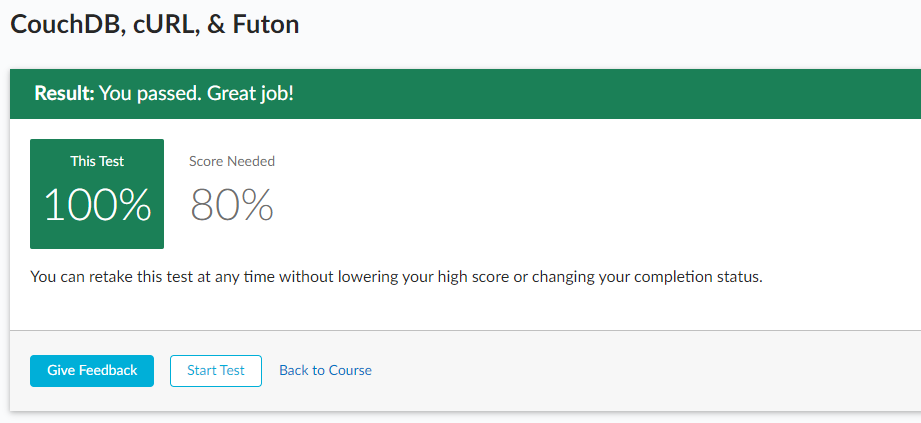 CouchDB, cURL, & Futon
Result: You passed. Great job!
This Test
100%
Score Needed
80%
You can retake this test at any time without lowering your high score or changing your completion status.
Give Feedback
Start Test
Back to Course